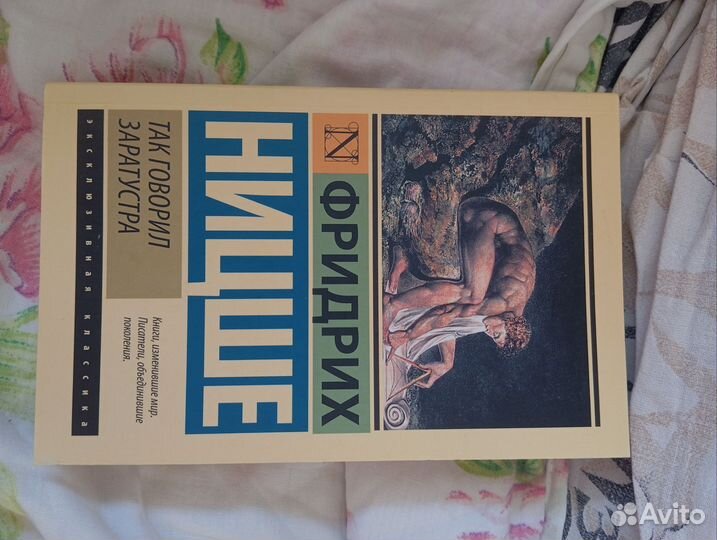 N
ФРИДРИХ
НИЦШЕ
ТАК ГОВОРИЛ
ЗАРАТУСТРА
Книги, изменившие мир.
Писатели, объединившие
поколения.
ЭКСКЛЮЗИВНАЯ КЛАССИКА
Avito